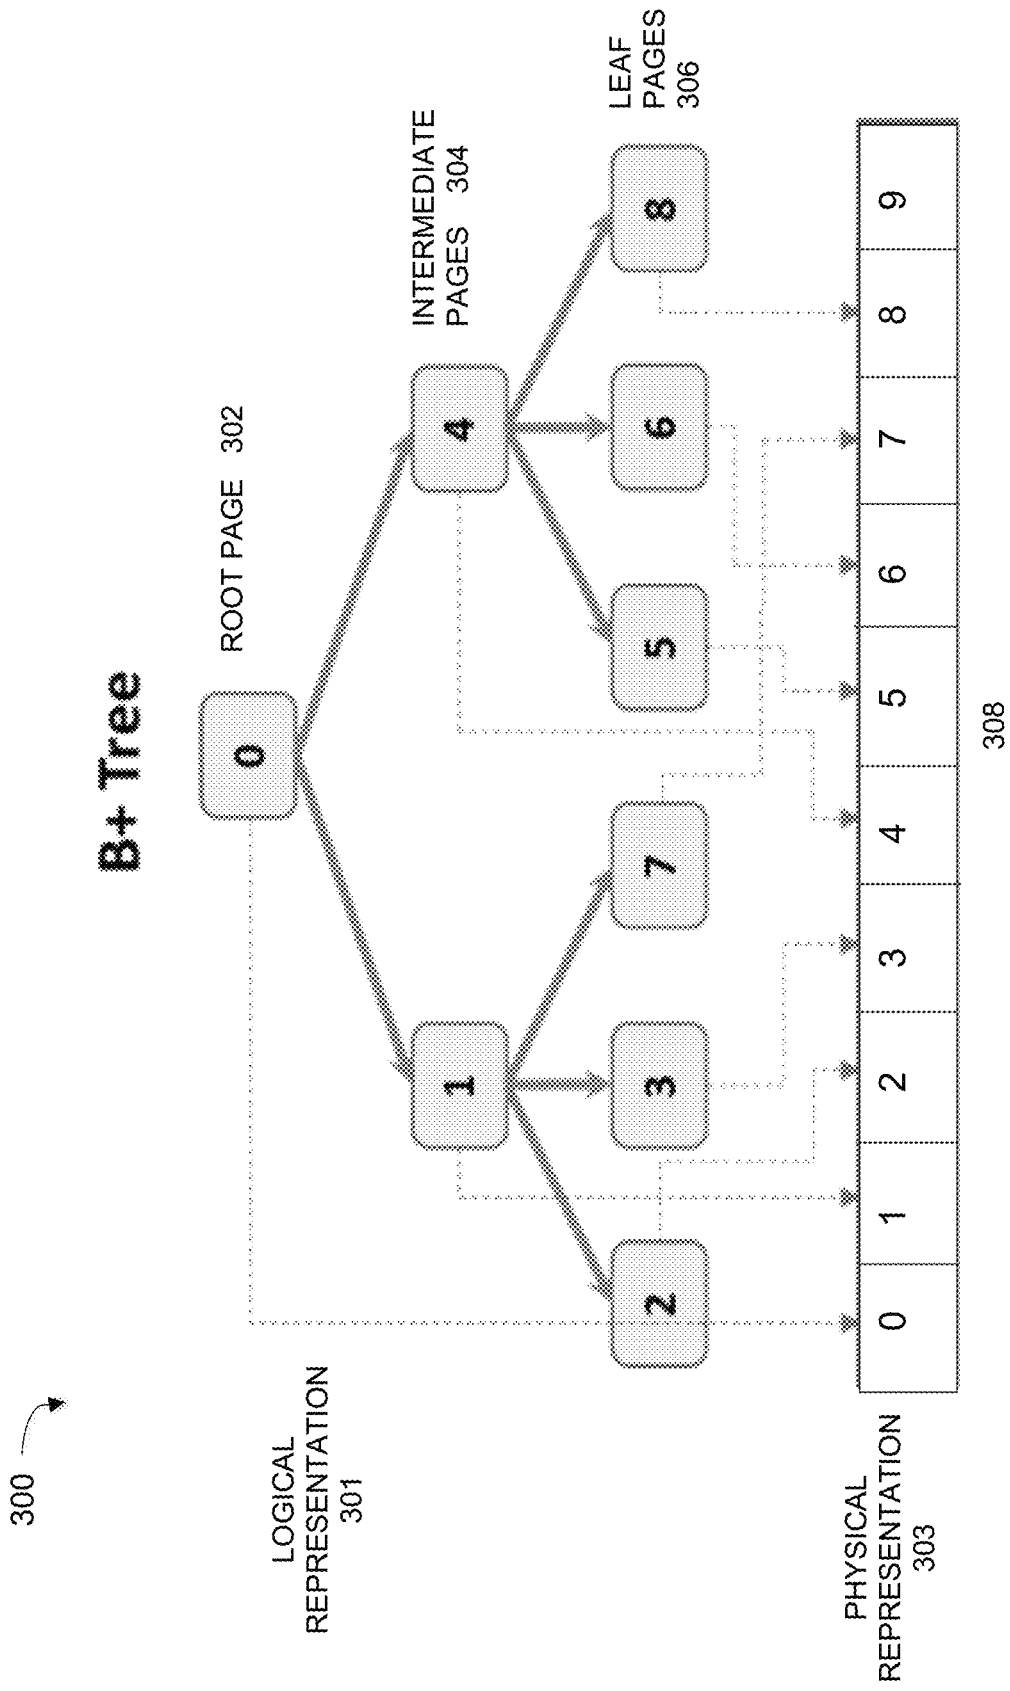 300
B+ Tree
LOGICAL
REPRESENTATION
301
0
ROOT PAGE 302
1
4
INTERMEDIATE
PAGES 304
2
3
7
5
6
8
LEAF
PAGES
306
PHYSICAL
REPRESENTATION
303
0 1 2 3 4 5 6 7 8 9
308